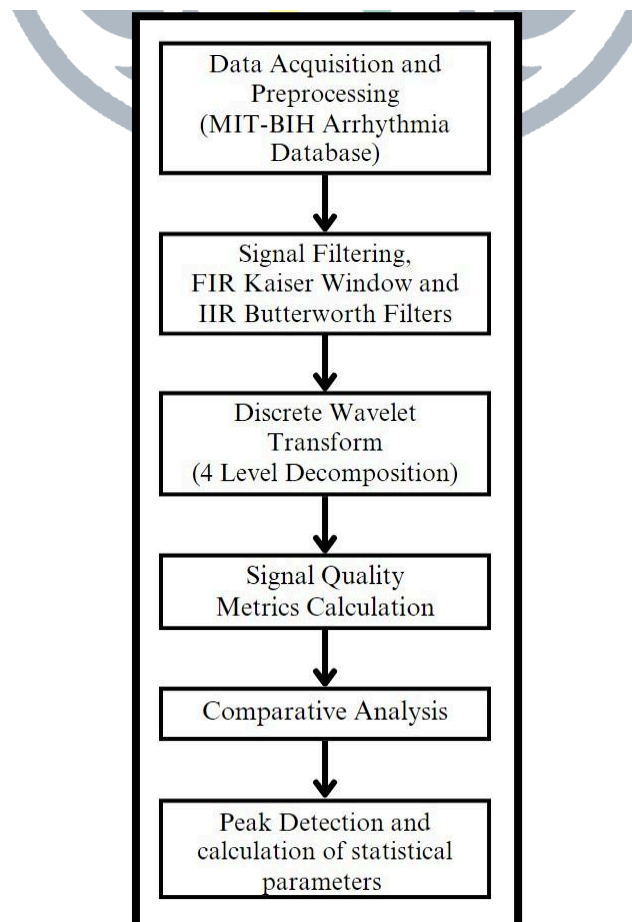 Data Acquisition and
Preprocessing
(MIT-BIH Arrhythmia
Database)
Signal Filtering,
FIR Kaiser Window and
IIR Butterworth Filters
Discrete Wavelet
Transform
(4 Level Decomposition)
Signal Quality
Metrics Calculation
Comparative Analysis
Peak Detection and
calculation of statistical
parameters